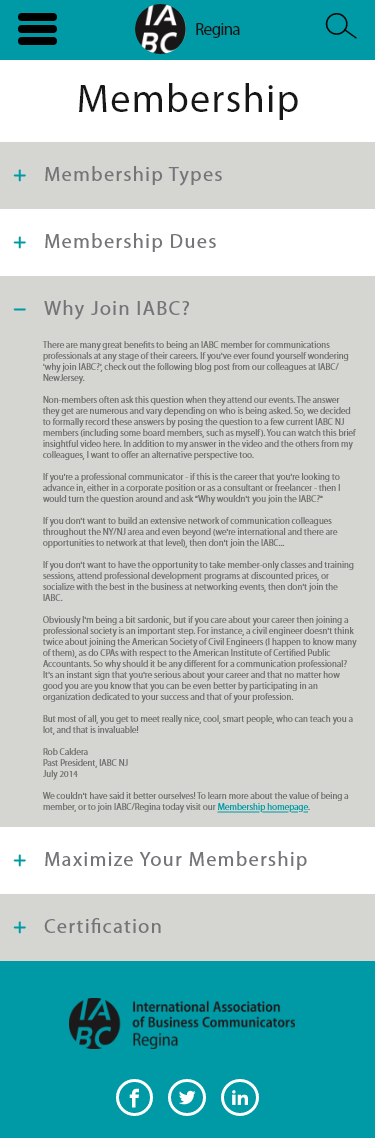 IABC Regina
Membership
+ Membership Types
+ Membership Dues
– Why Join IABC?
There are many great benefits to being an IABC member for communications
professionals at any stage of their careers. If you've ever found yourself wondering
'why join IABC?', check out the following blog post from our colleagues at IABC/
NewJersey.
Non-members often ask this question when they attend our events. The answer
they get are numerous and vary depending on who is being asked. So, we decided
to formally record these answers by posing the question to a few current IABC NJ
members (including some board members, such as myself). You can watch this brief
insightful video here. In addition to my answer in the video and the others from my
colleagues, I want to offer an alternative perspective too.
If you're a professional communicator - if this is the career that you're looking to
advance in, either in a corporate position or as a consultant or freelancer - then I
would turn the question around and ask "Why wouldn't you join the IABC?"
If you don't want to build an extensive network of communication colleagues
throughout the NY/NJ area and even beyond (we're international and there are
opportunities to network at that level), then don't join the IABC...
If you don't want to have the opportunity to take member-only classes and training
sessions, attend professional development programs at discounted prices, or
socialize with the best in the business at networking events, then don't join the
IABC.
Obviously I'm being a bit sardonic, but if you care about your career then joining a
professional society is an important step. For instance, a civil engineer doesn't think
twice about joining the American Society of Civil Engineers (I happen to know many
of them), as do CPAs with respect to the American Institute of Certified Public
Accountants. So why should it be any different for a communication professional?
It's an instant sign that you're serious about your career and that no matter how
good you are you know that you can be even better by participating in an
organization dedicated to your success and that of your profession.
But most of all, you get to meet really nice, cool, smart people, who can teach you a
lot, and that is invaluable!
Rob Caldera
Past President, IABC NJ
July 2014
We couldn't have said it better ourselves! To learn more about the value of being a
member, or to join IABC/Regina today visit our Membership homepage.
+ Maximize Your Membership
+ Certification
IABC
International Association
of Business Communicators
Regina
f
in